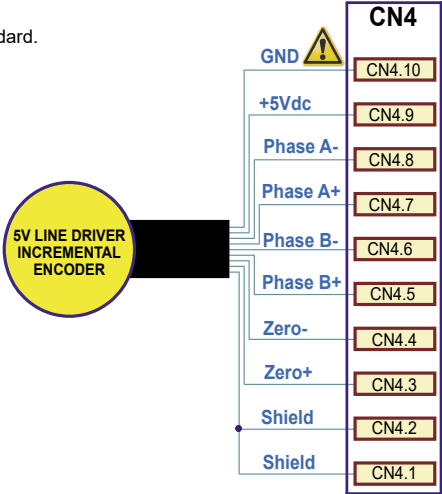 dard.
CN4
GND
CN4.10
+5Vdc
CN4.9
Phase A-
CN4.8
Phase A+
CN4.7
5V LINE DRIVER
INCREMENTAL
ENCODER
Phase B-
CN4.6
Phase B+
CN4.5
Zero-
CN4.4
Zero+
CN4.3
Shield
CN4.2
Shield
CN4.1